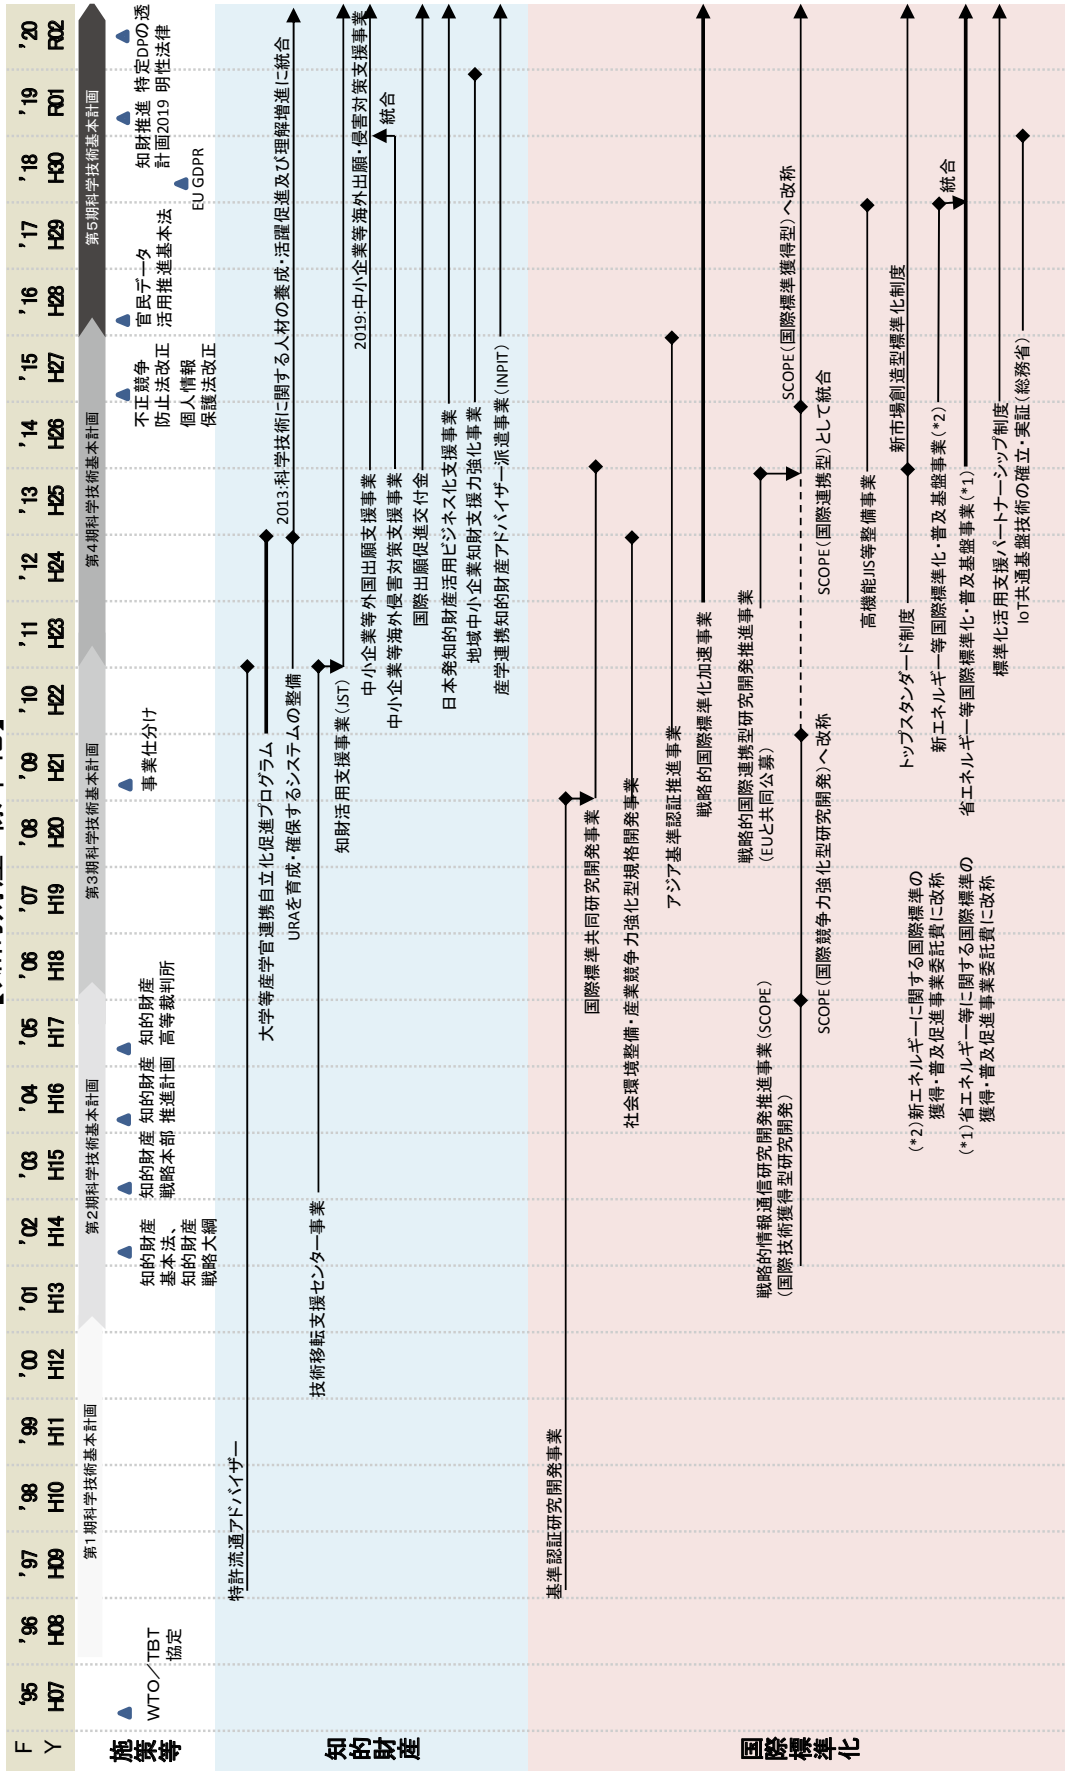 FY
'95 '96 '97 '98 '99 '00 '01 '02 '03 '04 '05 '06 '07 '08 '09 '10 '11 '12 '13 '14 '15 '16 '17 '18 '19 '20
H07 H08 H09 H10 H11 H12 H13 H14 H15 H16 H17 H18 H19 H20 H21 H22 H23 H24 H25 H26 H27 H28 H29 H30 R01 R02
第1期科学技術基本計画
第2期科学技術基本計画
第3期科学技術基本計画
第4期科学技術基本計画
第5期科学技術基本計画
施策等
WTO/TBT
協定
知的財産
基本法、
知的財産
戦略大綱
知的財産
戦略本部
知的財産
推進計画
知的財産
高等裁判所
事業仕分け
不正競争
防止法改正
個人情報
保護法改正
官民データ
活用推進基本法
EU GDPR
知財推進
計画2019
特定DPの透
明性法律
知的財産
特許流通アドバイザー
大学等産学官連携自立化促進プログラム
URAを育成・確保するシステムの整備
2013:科学技術に関する人材の養成・活躍促進及び理解増進に統合
技術移転支援センター事業
知財活用支援事業(JST)
中小企業等外国出願支援事業
2019:中小企業等海外出願・侵害対策支援事業
中小企業等海外侵害対策支援事業
統合
国際出願促進交付金
日本発知的財産活用ビジネス化支援事業
地域中小企業知財支援力強化事業
産学連携知的財産アドバイザー派遣事業(INPIT)
国際標準化
基準認証研究開発事業
国際標準共同研究開発事業
社会環境整備・産業競争力強化型規格開発事業
アジア基準認証推進事業
戦略的国際標準化加速事業
戦略的国際連携型研究開発推進事業
(EUと共同公募)
戦略的情報通信研究開発推進事業(SCOPE)
(国際技術獲得型研究開発)
SCOPE(国際標準獲得型)へ改称
SCOPE(国際競争力強化型研究開発)へ改称
SCOPE(国際連携型)として統合
高機能JIS等整備事業
トップスタンダード制度
新市場創造型標準化制度
新エネルギー等国際標準化・普及基盤事業(*2)
統合
省エネルギー等国際標準化・普及基盤事業(*1)
標準化活用支援パートナーシップ制度
IoT共通基盤技術の確立・実証(総務省)
(*2)新エネルギーに関する国際標準の
獲得・普及促進事業委託費に改称
(*1)省エネルギー等に関する国際標準の
獲得・普及促進事業委託費に改称